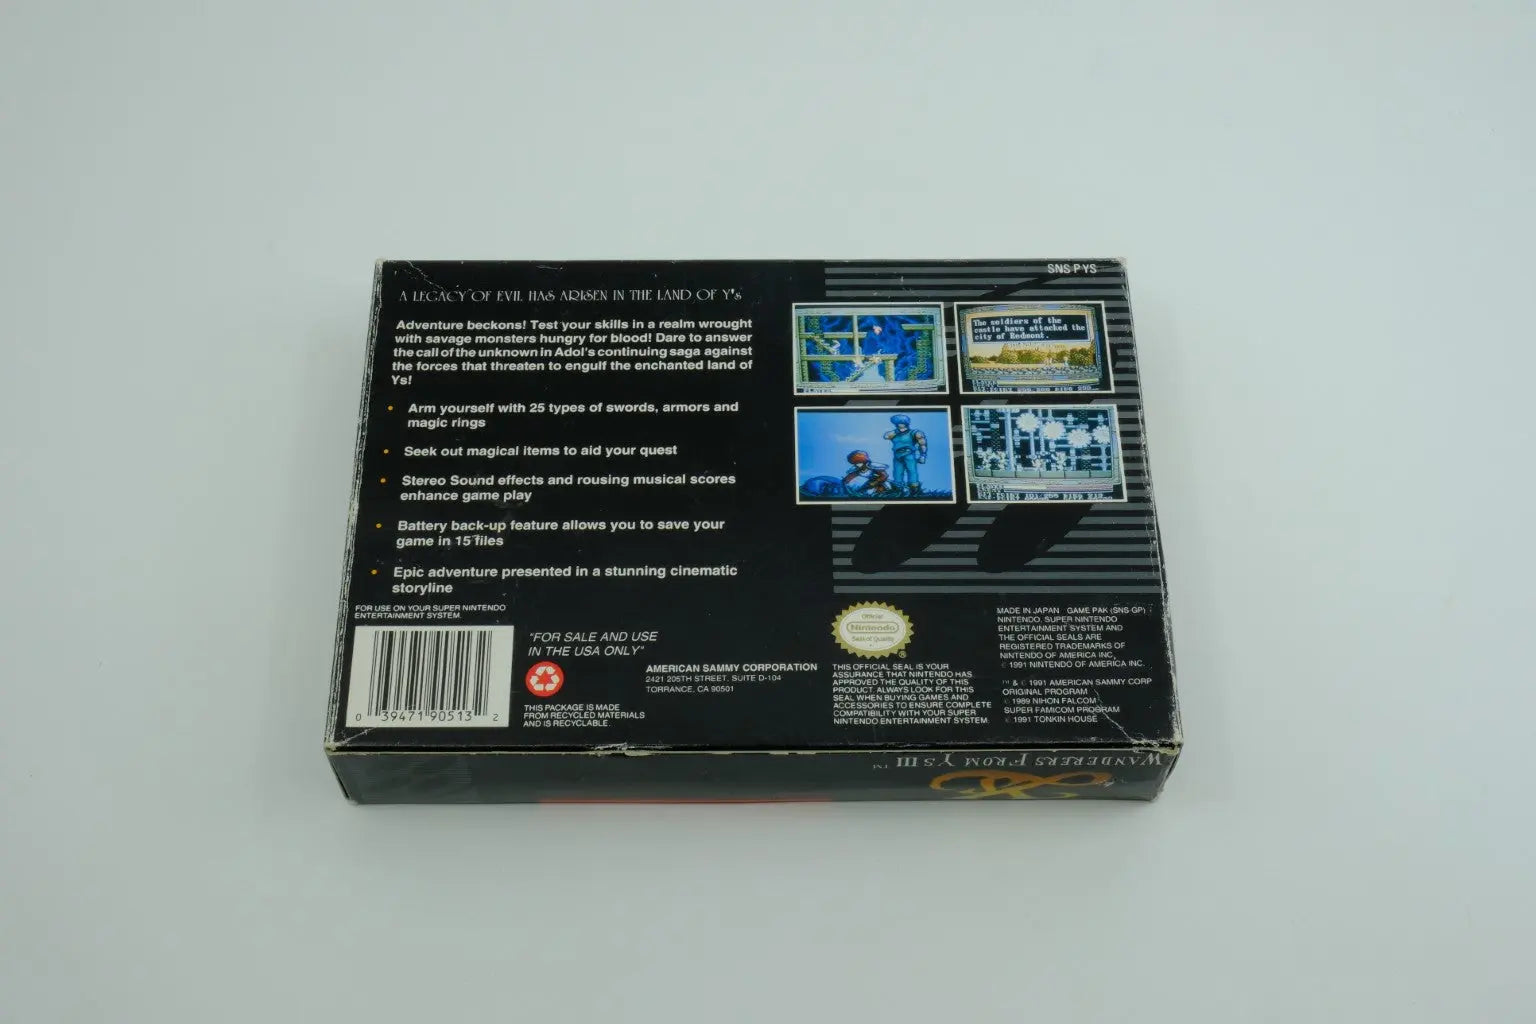 SNS P YS
A LEGACY OF EVIL HAS ARISEN IN THE LAND OF Y's
Adventure beckons! Test your skills in a realm wrought
with savage monsters hungry for blood! Dare to answer
the call of the unknown in Adol's continuing saga against
the forces that threaten to engulf the enchanted land of
Ys!
• Arm yourself with 25 types of swords, armors and
magic rings
• Seek out magical items to aid your quest
• Stereo Sound effects and rousing musical scores
enhance game play
• Battery back-up feature allows you to save your
game in 15 files
• Epic adventure presented in a stunning cinematic
storyline
The soldiers of the
castle have attacked the
city of Redmont.
FOR USE ON YOUR SUPER NINTENDO
ENTERTAINMENT SYSTEM.
0 39471 90513 2
"FOR SALE AND USE
IN THE USA ONLY"
THIS PACKAGE IS MADE
FROM RECYCLED MATERIALS
AND IS RECYCLABLE.
AMERICAN SAMMY CORPORATION
2421 205TH STREET, SUITE D-104
TORRANCE, CA 90501
Official
Nintendo
Seal of Quality
THIS OFFICIAL SEAL IS YOUR
ASSURANCE THAT NINTENDO HAS
APPROVED THE QUALITY OF THIS
PRODUCT. ALWAYS LOOK FOR THIS
SEAL WHEN BUYING GAMES AND
ACCESSORIES TO ENSURE COMPLETE
COMPATIBILITY WITH YOUR SUPER
NINTENDO ENTERTAINMENT SYSTEM.
MADE IN JAPAN GAME PAK (SNS-GP)
NINTENDO, SUPER NINTENDO
ENTERTAINMENT SYSTEM AND
THE OFFICIAL SEALS ARE
REGISTERED TRADEMARKS OF
NINTENDO OF AMERICA INC.
© 1991 NINTENDO OF AMERICA INC.
™ & © 1991 AMERICAN SAMMY CORP
ORIGINAL PROGRAM
© 1989 NIHON FALCOM
SUPER FAMICOM PROGRAM
© 1991 TONKIN HOUSE
WANDERERS FROM YS III ™
Ys